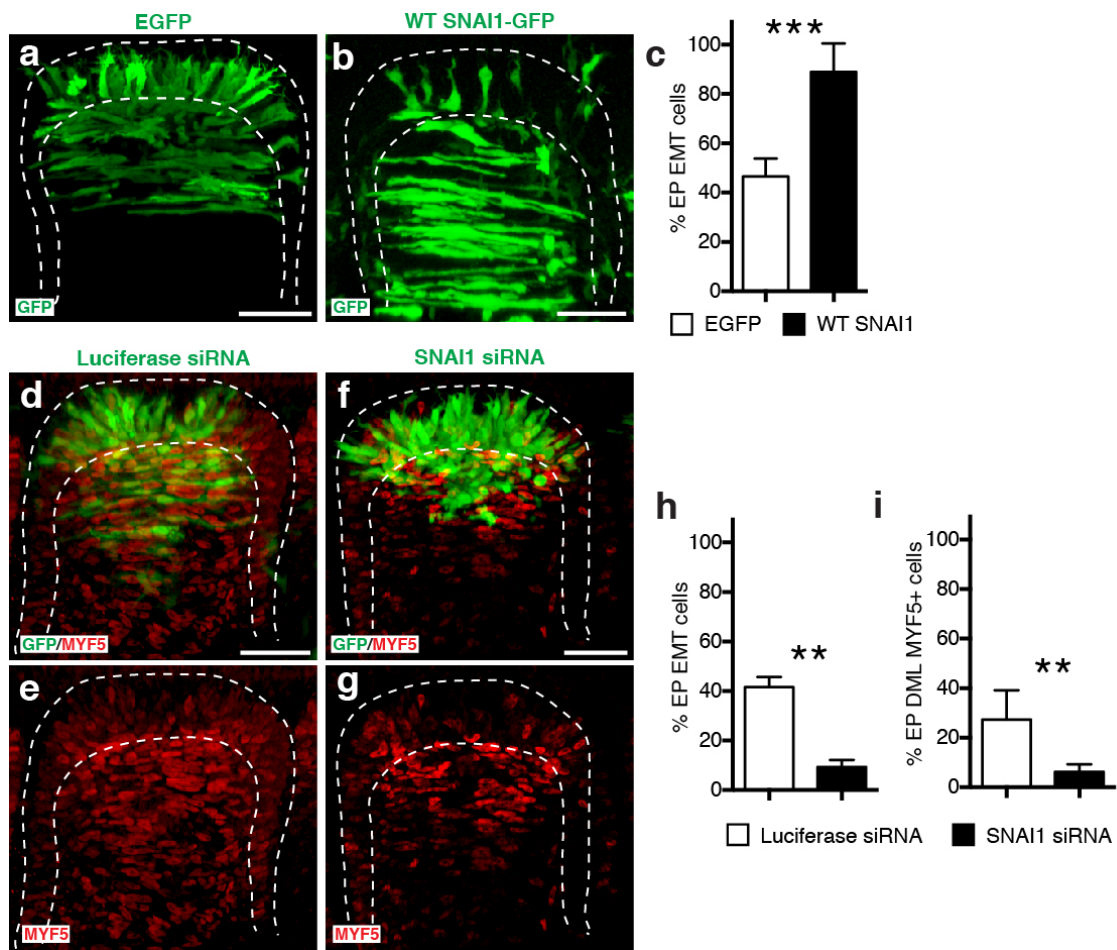 EGFP
WT SNAI1-GFP
a
GFP
b
GFP
c
***
% EP EMT cells
100
80
60
40
20
0
EGFP
WT SNAI1
Luciferase siRNA
SNAI1 siRNA
d
GFP/MYF5
f
GFP/MYF5
e
MYF5
g
MYF5
h
**
% EP EMT cells
100
80
60
40
20
0
i
**
% EP DML MYF5+ cells
100
80
60
40
20
0
Luciferase siRNA
SNAI1 siRNA